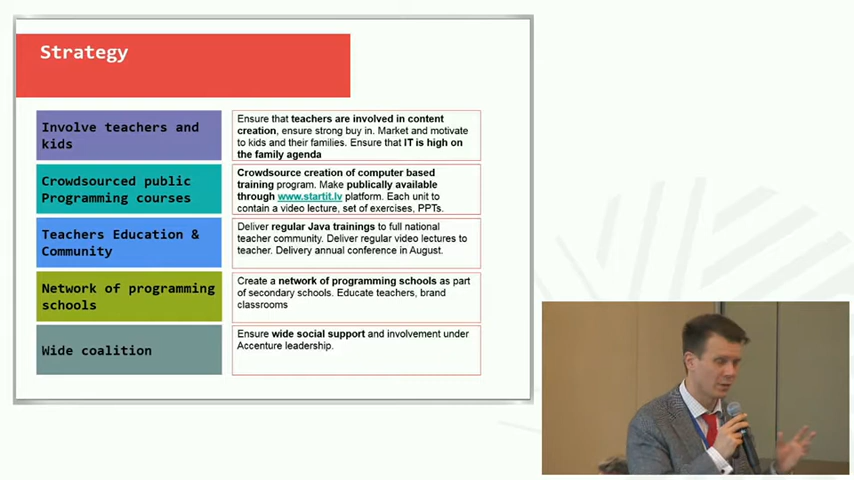 Strategy
Involve teachers and
kids
Ensure that teachers are involved in content
creation, ensure strong buy in. Market and motivate
to kids and their families. Ensure that IT is high on
the family agenda
Crowdsourced public
Programming courses
Crowdsource creation of computer based
training program. Make publically available
through www.startit.lv platform. Each unit to
contain a video lecture, set of exercises, PPTs.
Teachers Education &
Community
Deliver regular Java trainings to full national
teacher community. Deliver regular video lectures to
teacher. Delivery annual conference in August.
Network of programming
schools
Create a network of programming schools as part
of secondary schools. Educate teachers, brand
classrooms
Wide coalition
Ensure wide social support and involvement under
Accenture leadership.